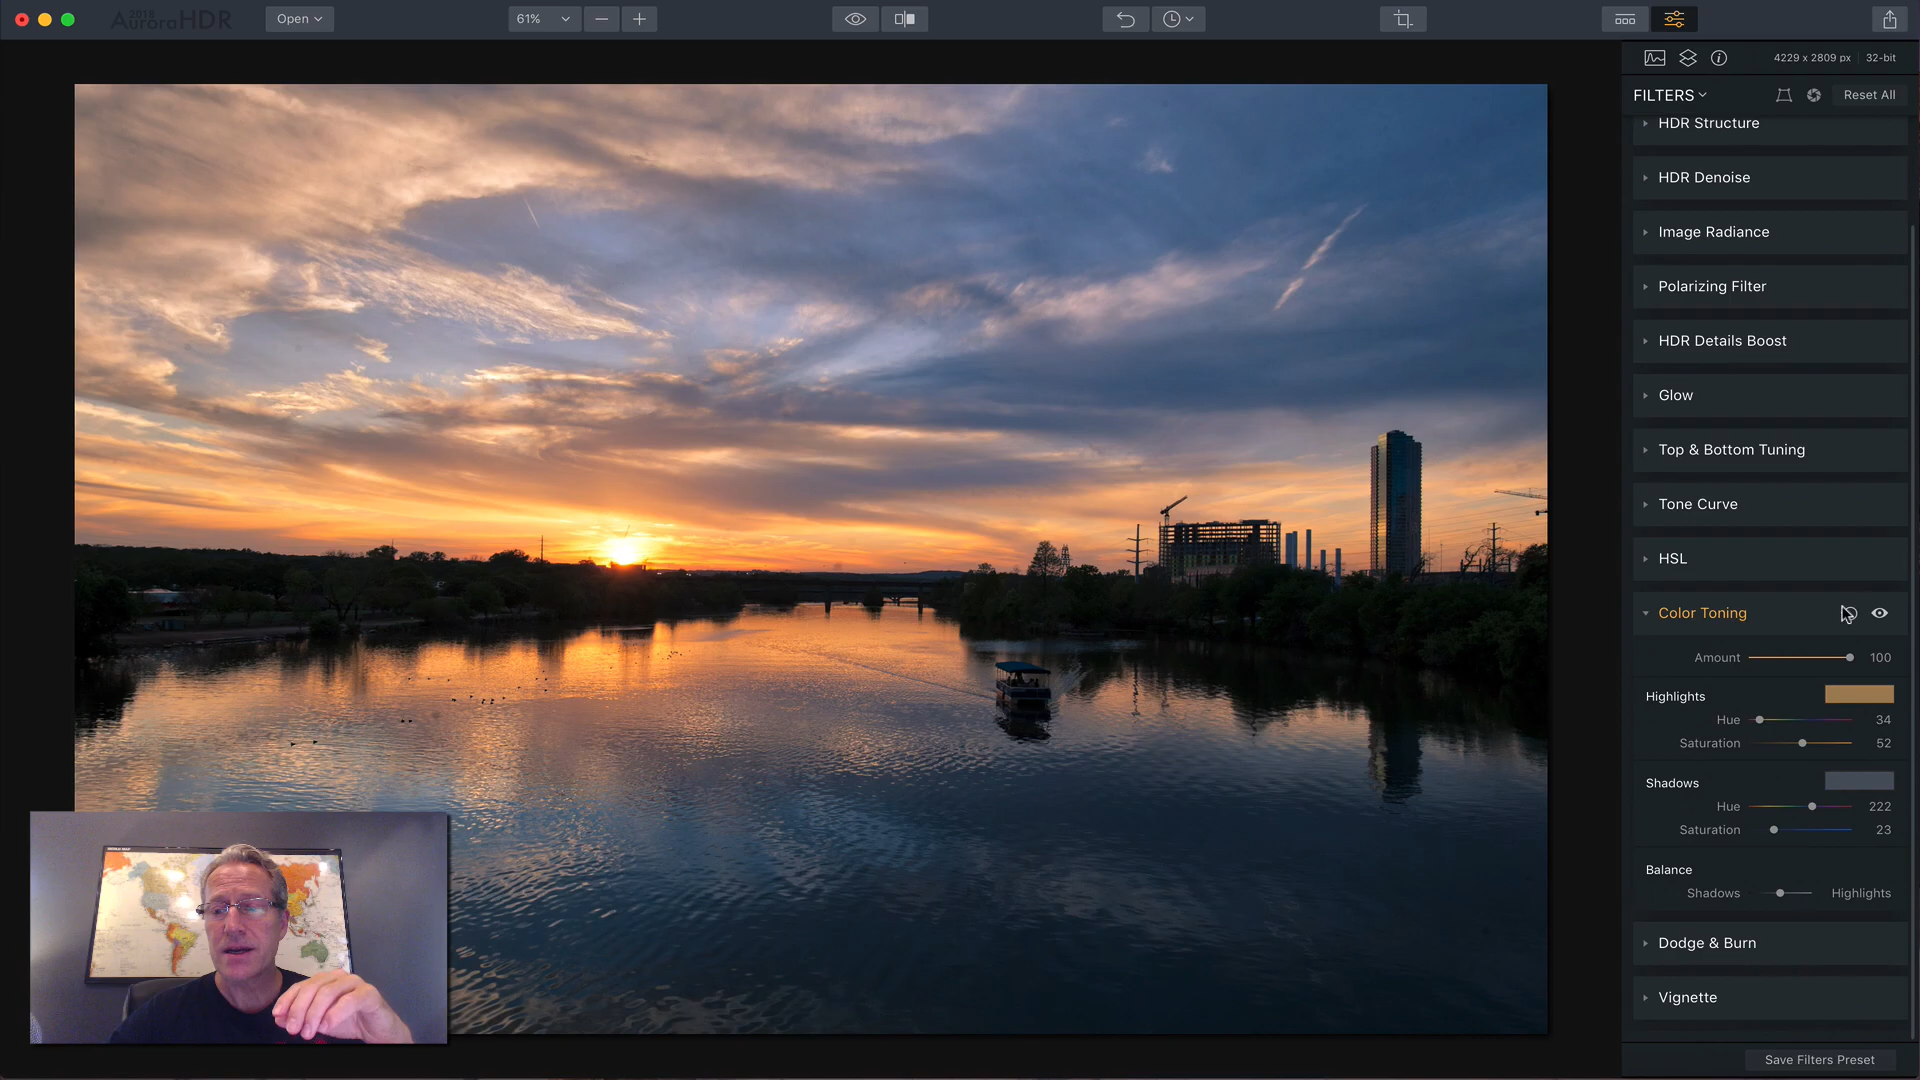 2018
AuroraHDR
Open
61%
4229 x 2809 px
32-bit
FILTERS
Reset All
HDR Structure
HDR Denoise
Image Radiance
Polarizing Filter
HDR Details Boost
Glow
Top & Bottom Tuning
Tone Curve
HSL
Color Toning
Amount 100
Highlights
Hue 34
Saturation 52
Shadows
Hue 222
Saturation 23
Balance
Shadows Highlights
Dodge & Burn
Vignette
Save Filters Preset